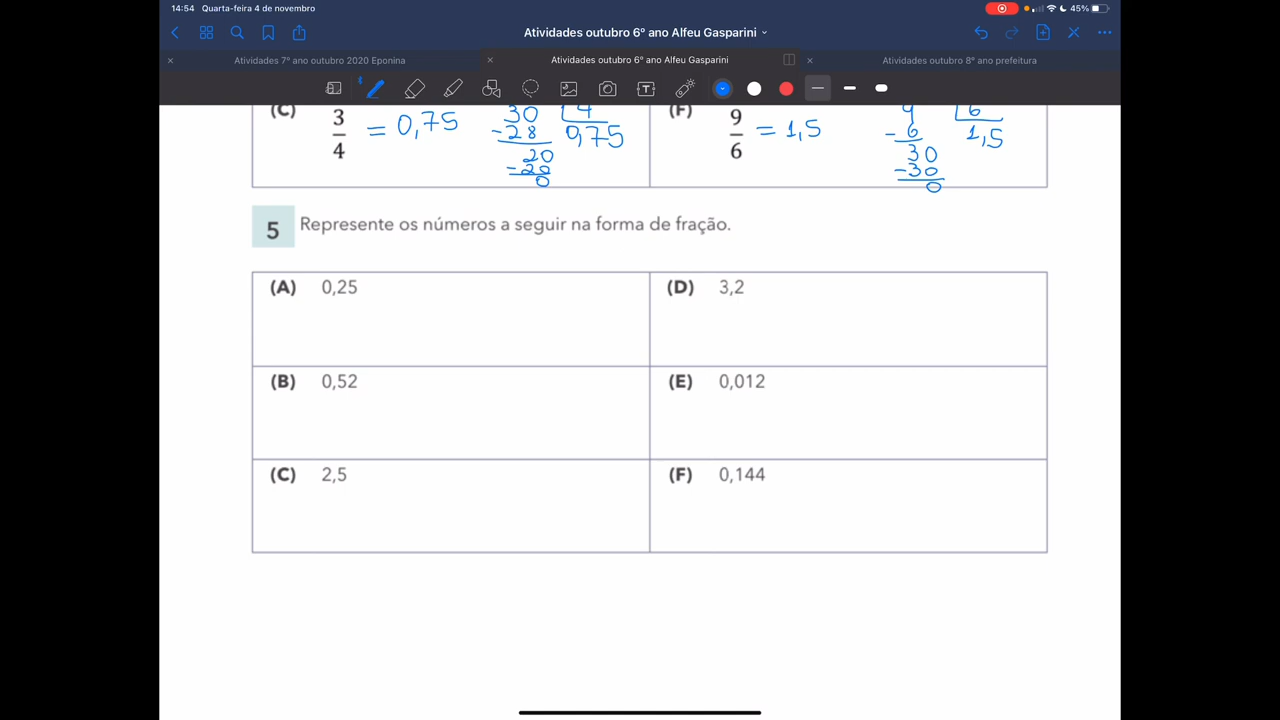 14:54 Quarta-feira 4 de novembro 45%
Atividades outubro 6º ano Alfeu Gasparini
Atividades 7º ano outubro 2020 Eponina Atividades outubro 6º ano Alfeu Gasparini Atividades outubro 8º ano prefeitura
(C) 3/4 = 0,75
30 4
-28 0,75
20
-20
0
(F) 9/6 = 1,5
9 6
-6 1,5
30
-30
0
5 Represente os números a seguir na forma de fração.
(A) 0,25
(D) 3,2
(B) 0,52
(E) 0,012
(C) 2,5
(F) 0,144